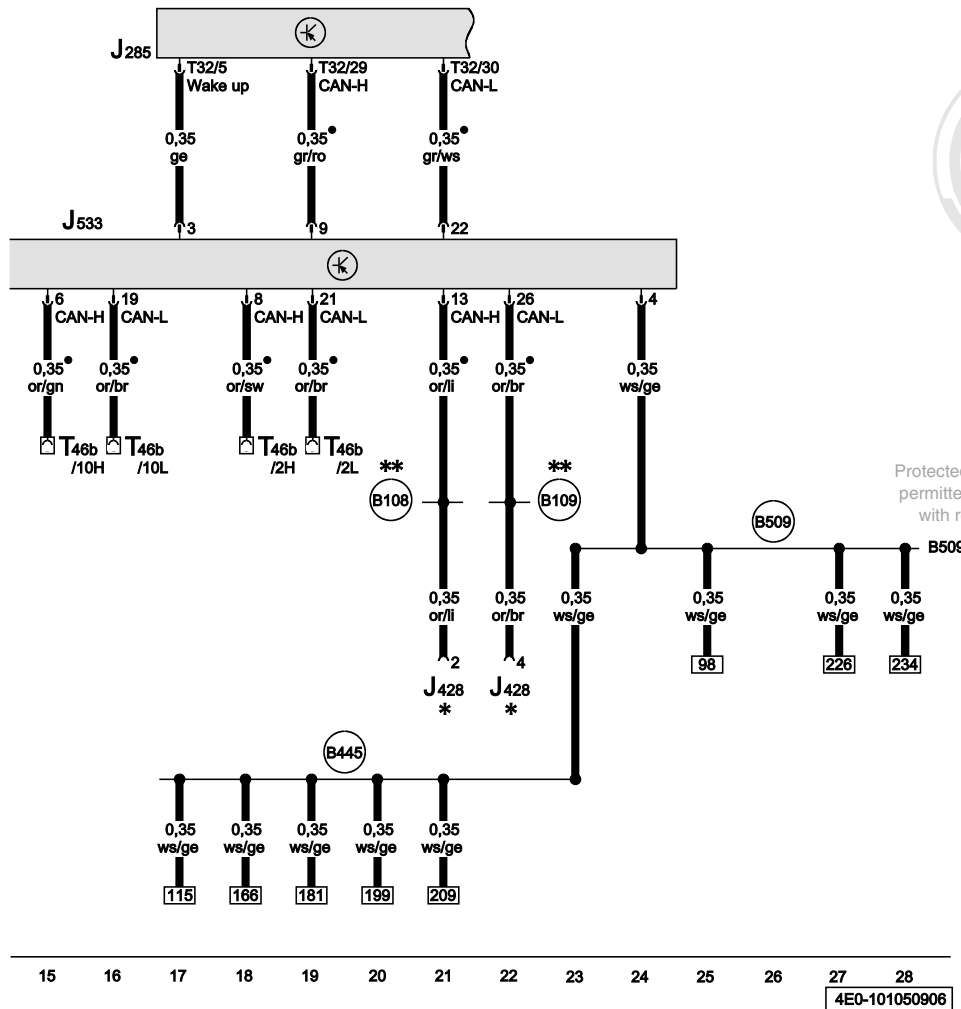 J285
T32/5 T32/29 T32/30
Wake up CAN-H CAN-L
0,35 0,35● 0,35●
ge gr/ro gr/ws
J533 3 9 22
6 19 8 21 13 26 4
CAN-H CAN-L CAN-H CAN-L CAN-H CAN-L
0,35● 0,35● 0,35● 0,35● 0,35● 0,35● 0,35
or/gn or/br or/sw or/br or/li or/br ws/ge
T46b T46b T46b T46b
/10H /10L /2H /2L
** **
B108 B109
Protected
permitte
with r
B509
B509
0,35 0,35 0,35 0,35 0,35 0,35
or/li or/br ws/ge ws/ge ws/ge ws/ge
2 4 98 226 234
J428 J428
* *
B445
0,35 0,35 0,35 0,35 0,35
ws/ge ws/ge ws/ge ws/ge ws/ge
115 166 181 199 209
15 16 17 18 19 20 21 22 23 24 25 26 27 28
4E0-101050906